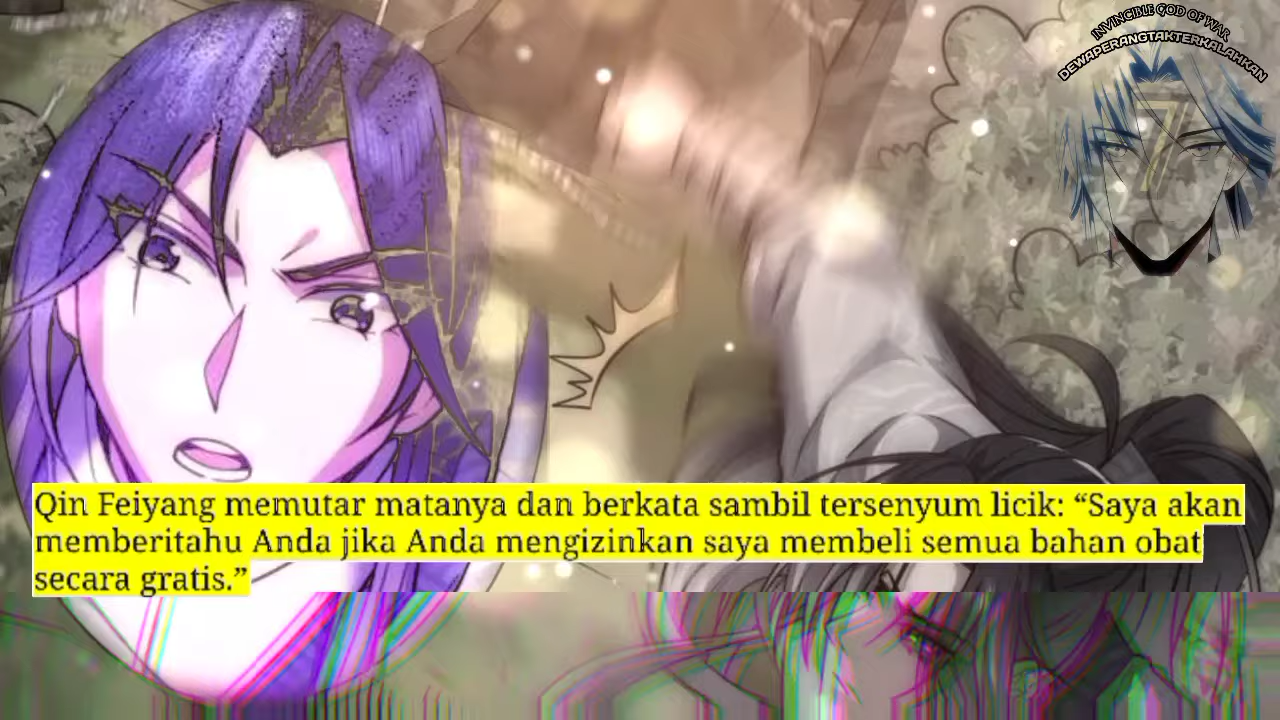 INVINCIBLE GOD OF WAR
DEWAPERANGTAKTERKALAHKAN
7
Qin Feiyang memutar matanya dan berkata sambil tersenyum licik: “Saya akan
memberitahu Anda jika Anda mengizinkan saya membeli semua bahan obat
secara gratis.”